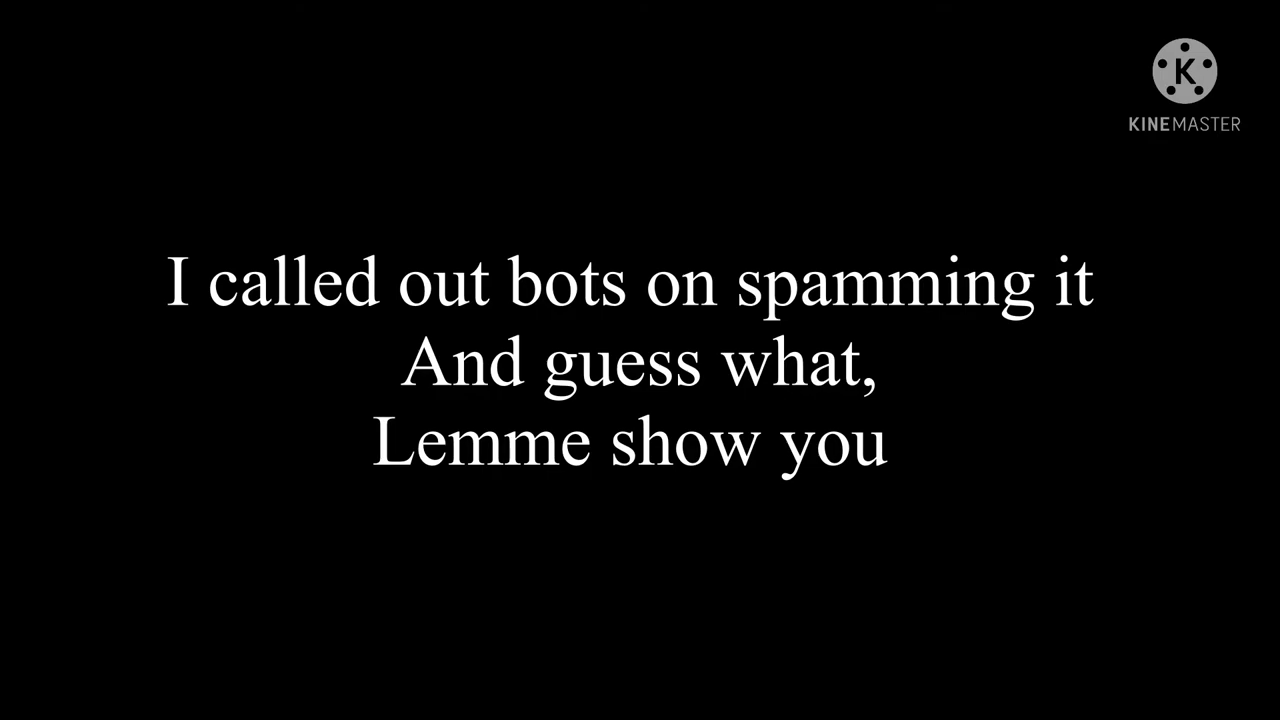 K
KINEMASTER
I called out bots on spamming it
And guess what,
Lemme show you